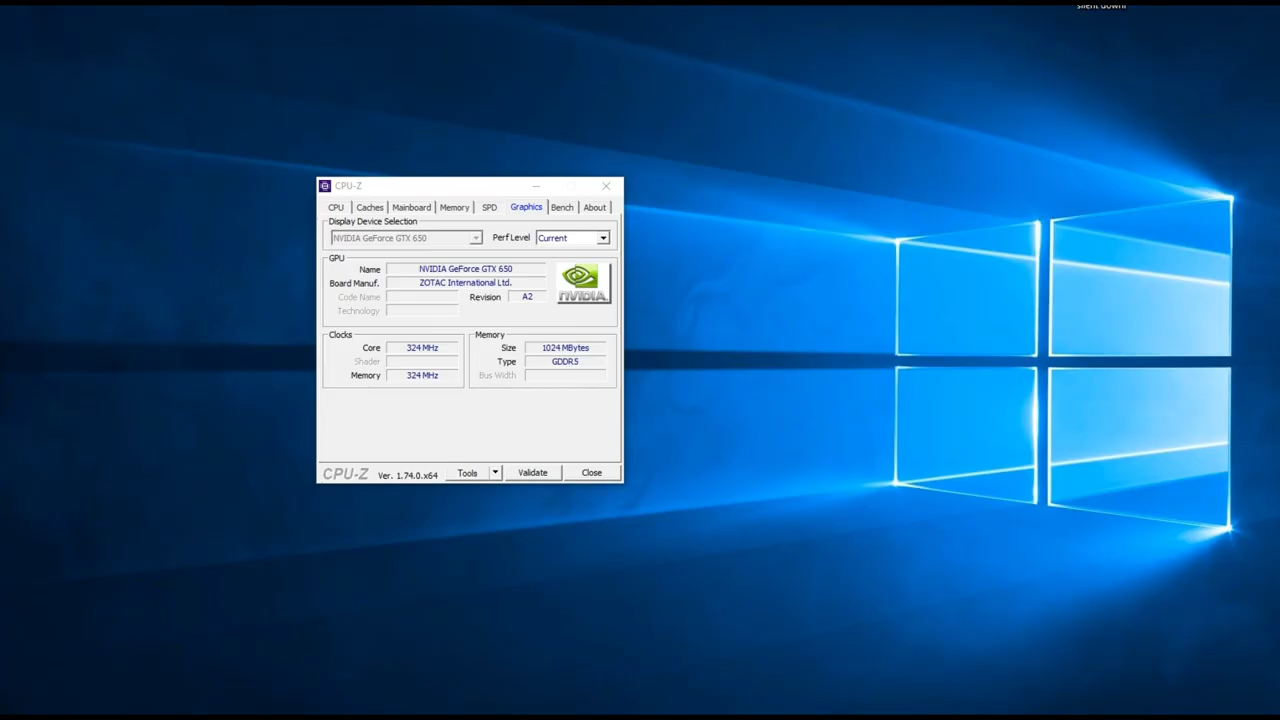 CPU-Z
CPU Caches Mainboard Memory SPD Graphics Bench About
Display Device Selection
NVIDIA GeForce GTX 650 Perf Level Current
GPU
Name NVIDIA GeForce GTX 650
Board Manuf. ZOTAC International Ltd.
Code Name Revision A2
Technology
NVIDIA.
Clocks
Core 324 MHz
Shader
Memory 324 MHz
Memory
Size 1024 MBytes
Type GDDR5
Bus Width
CPU-Z Ver. 1.74.0.x64 Tools Validate Close